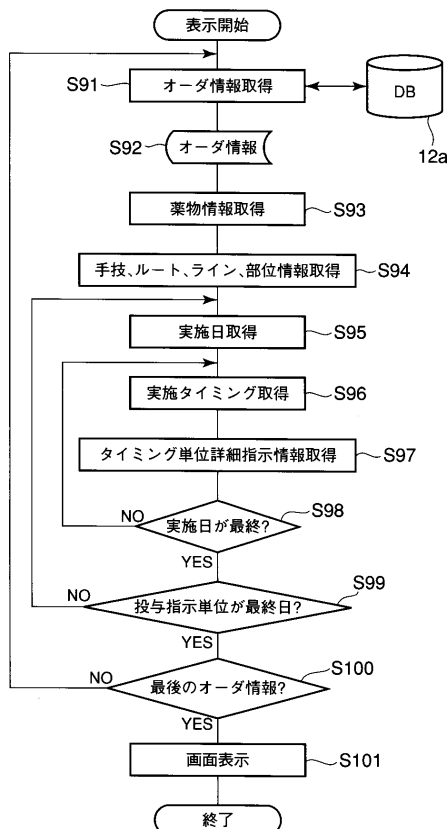 表示開始
S91
オーダ情報取得
DB
12a
S92
オーダ情報
薬物情報取得
S93
手技、ルート、ライン、部位情報取得
S94
実施日取得
S95
実施タイミング取得
S96
タイミング単位詳細指示情報取得
S97
NO
実施日が最終?
S98
YES
NO
投与指示単位が最終日?
S99
YES
NO
最後のオーダ情報?
S100
YES
画面表示
S101
終了